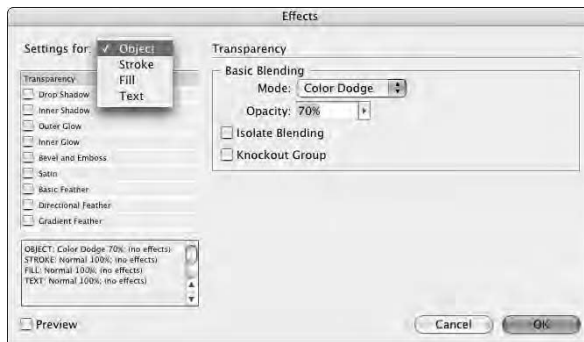 Effects
Settings for: ✓ Object
Stroke
Fill
Text
Transparency
Drop Shadow
Inner Shadow
Outer Glow
Inner Glow
Bevel and Emboss
Satin
Basic Feather
Directional Feather
Gradient Feather
OBJECT: Color Dodge 70%; (no effects)
STROKE: Normal 100%; (no effects)
FILL: Normal 100%; (no effects)
TEXT: Normal 100%; (no effects)
Preview
Transparency
Basic Blending
Mode: Color Dodge
Opacity: 70%
Isolate Blending
Knockout Group
Cancel
OK